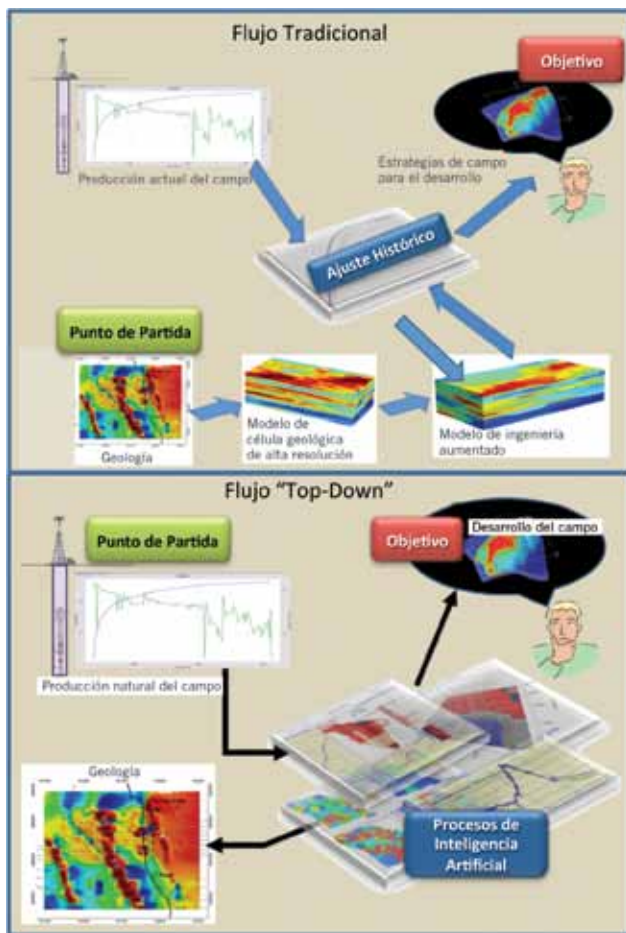 Flujo Tradicional
Objetivo
Producción actual del campo
Estrategias de campo
para el desarrollo
Ajuste Histórico
Punto de Partida
Geología
Modelo de
célula geológica
de alta resolución
Modelo de ingeniería
aumentado
Flujo “Top-Down”
Punto de Partida
Objetivo
Desarrollo del campo
Producción natural del campo
Geología
Procesos de
Inteligencia
Artificial